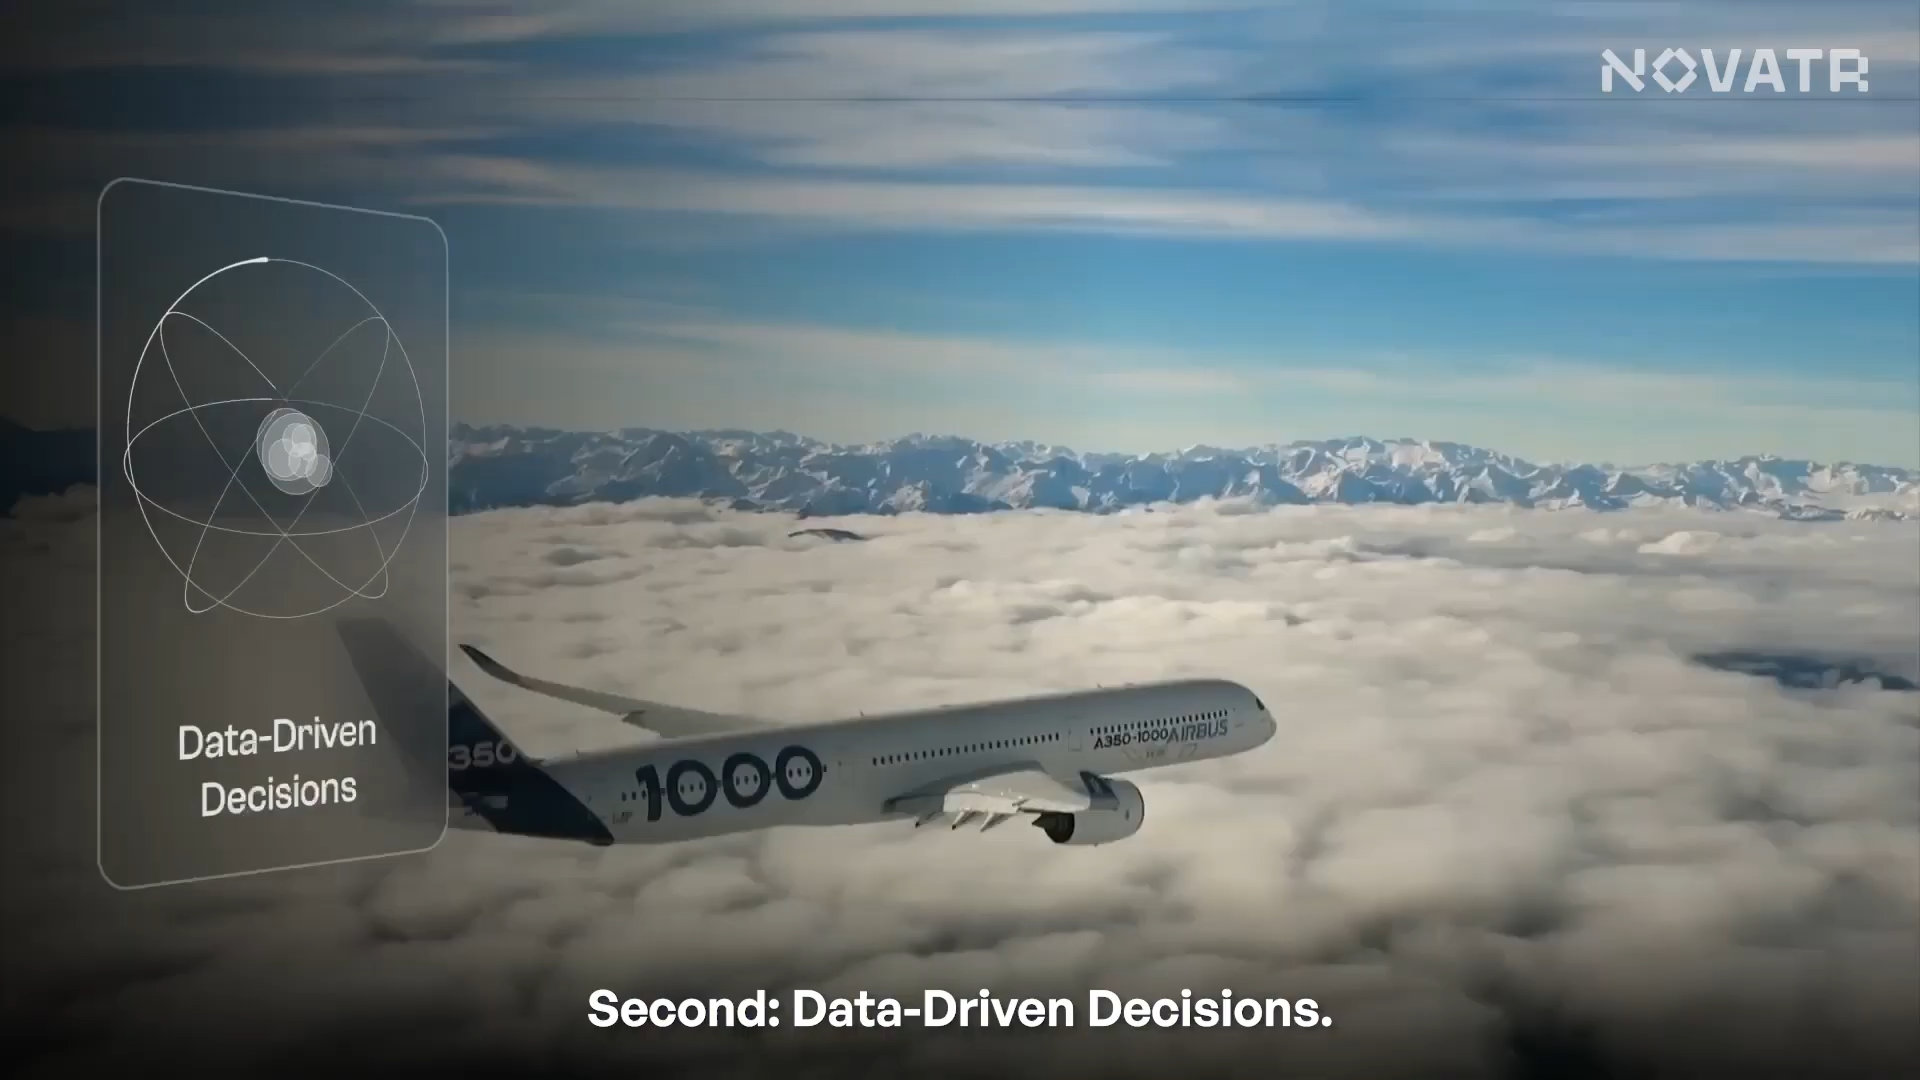 NOVATR
Data-Driven
Decisions
350
1000
A350-1000 AIRBUS
Second: Data-Driven Decisions.